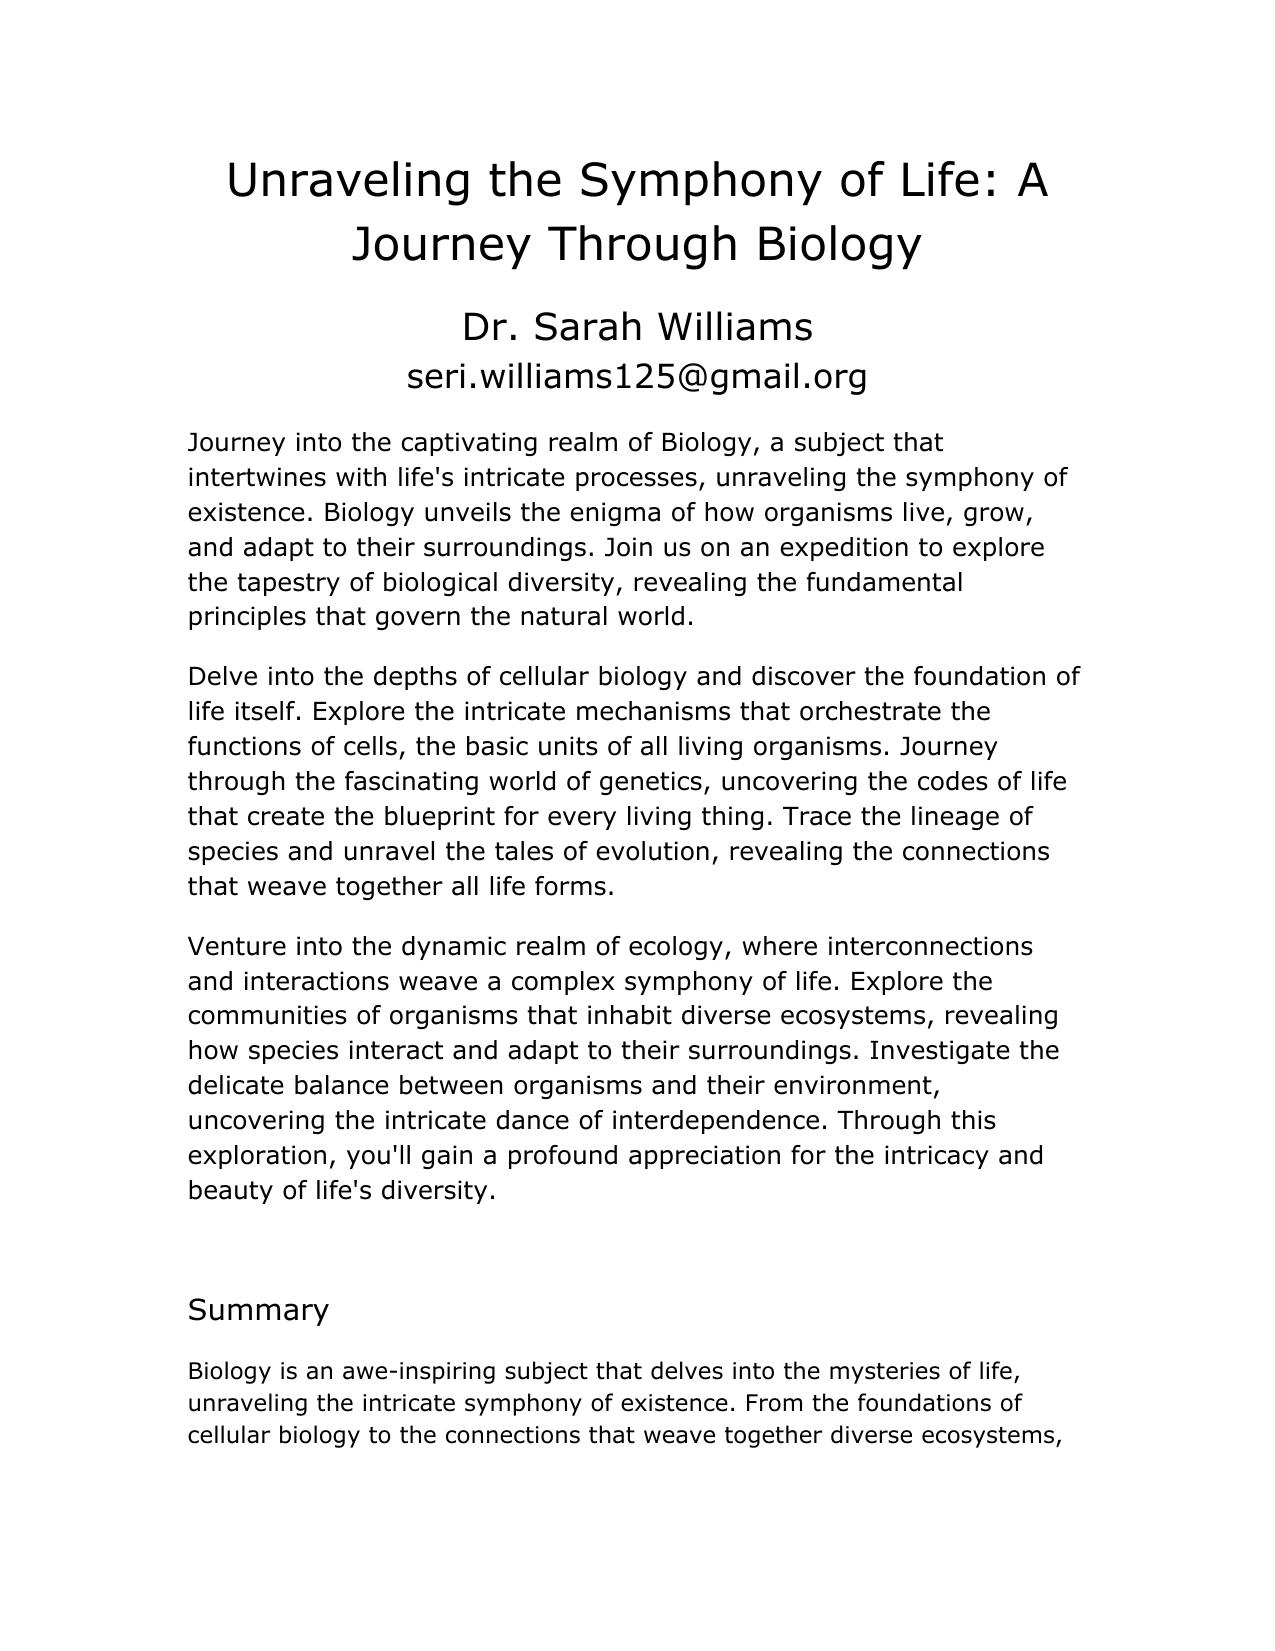 Unraveling the Symphony of Life: A
Journey Through Biology
Dr. Sarah Williams
seri.williams125@gmail.org
Journey into the captivating realm of Biology, a subject that
intertwines with life's intricate processes, unraveling the symphony of
existence. Biology unveils the enigma of how organisms live, grow,
and adapt to their surroundings. Join us on an expedition to explore
the tapestry of biological diversity, revealing the fundamental
principles that govern the natural world.
Delve into the depths of cellular biology and discover the foundation of
life itself. Explore the intricate mechanisms that orchestrate the
functions of cells, the basic units of all living organisms. Journey
through the fascinating world of genetics, uncovering the codes of life
that create the blueprint for every living thing. Trace the lineage of
species and unravel the tales of evolution, revealing the connections
that weave together all life forms.
Venture into the dynamic realm of ecology, where interconnections
and interactions weave a complex symphony of life. Explore the
communities of organisms that inhabit diverse ecosystems, revealing
how species interact and adapt to their surroundings. Investigate the
delicate balance between organisms and their environment,
uncovering the intricate dance of interdependence. Through this
exploration, you'll gain a profound appreciation for the intricacy and
beauty of life's diversity.
Summary
Biology is an awe-inspiring subject that delves into the mysteries of life,
unraveling the intricate symphony of existence. From the foundations of
cellular biology to the connections that weave together diverse ecosystems,